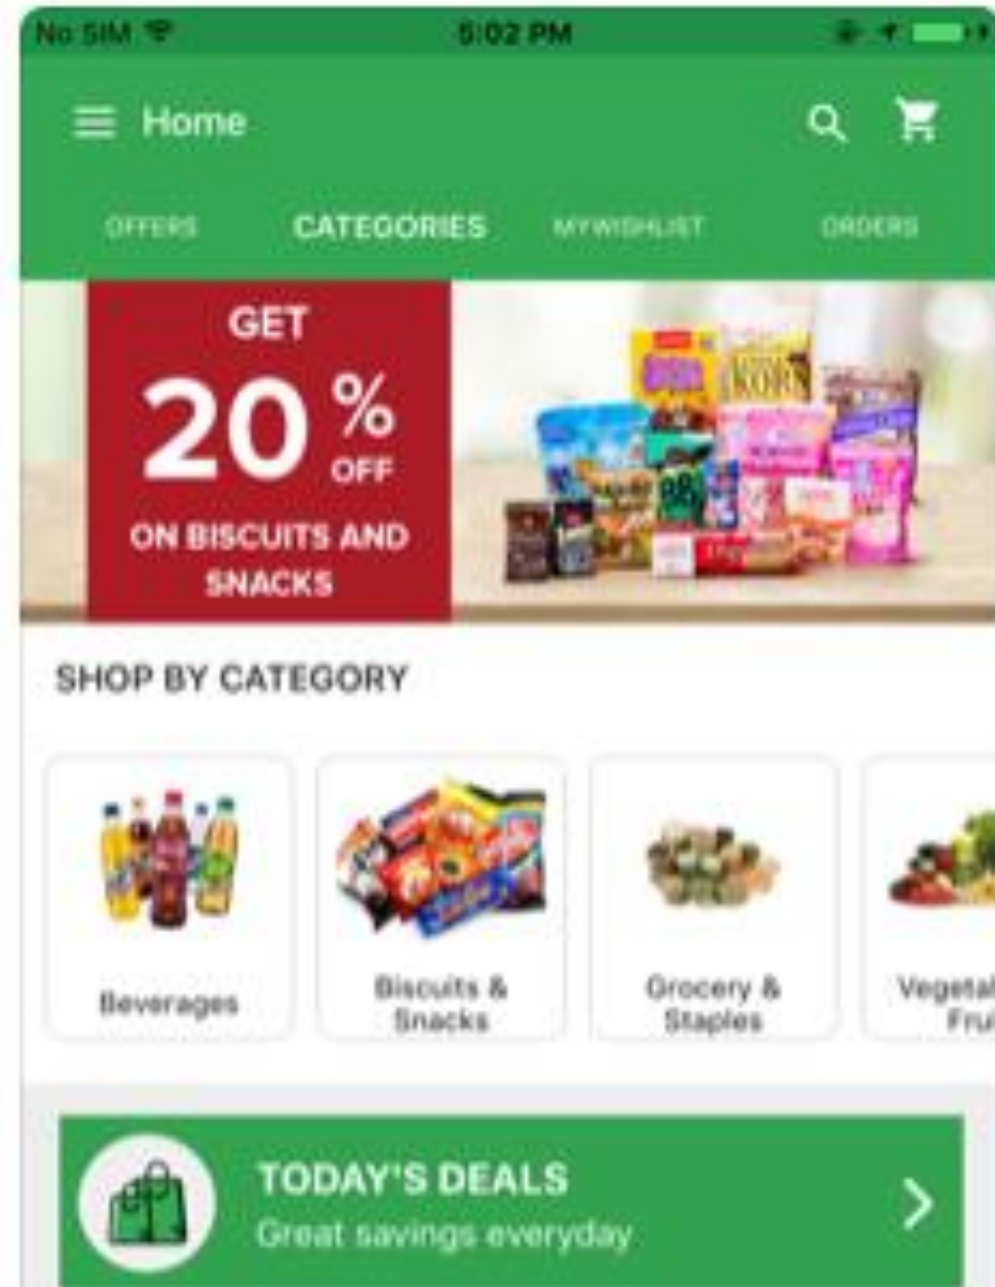 No SIM 5:02 PM
Home
OFFERS CATEGORIES MYWISHLIST ORDERS
GET
20 %
OFF
ON BISCUITS AND
SNACKS
SHOP BY CATEGORY
Beverages
Biscuits &
Snacks
Grocery &
Staples
TODAY'S DEALS
Great savings everyday